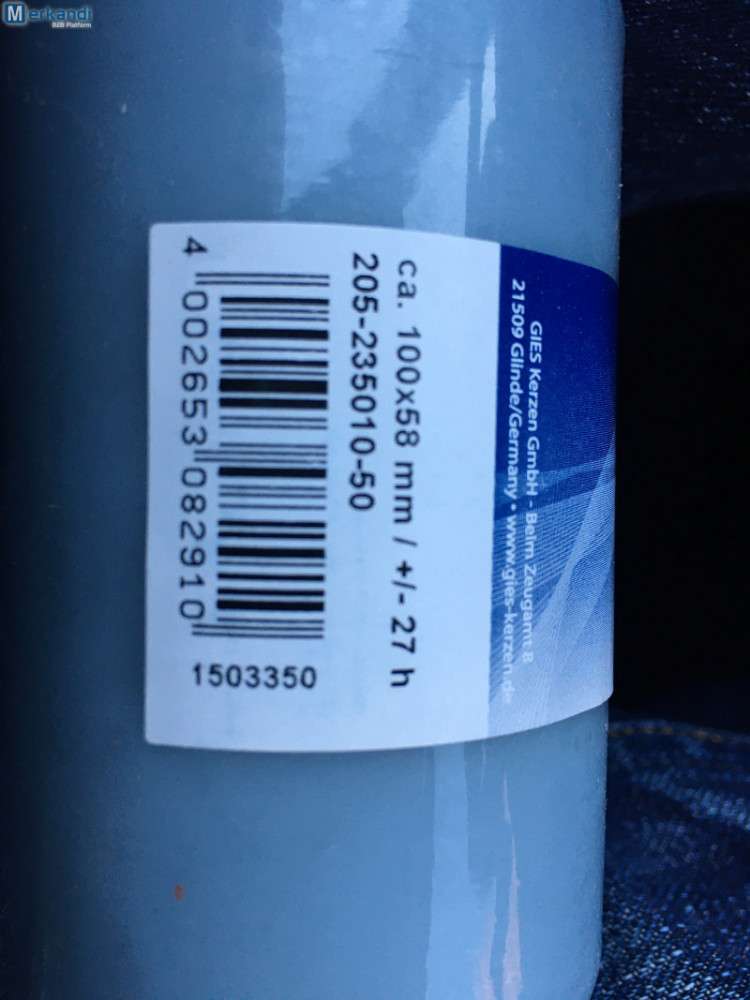 Merkandi
B2B Platform
GIES Kerzen GmbH - Beim Zeugamt 8
21509 Glinde/Germany • www.gies-kerzen.de
ca. 100x58 mm / +/- 27 h
205-235010-50
4 002653 082910
1503350